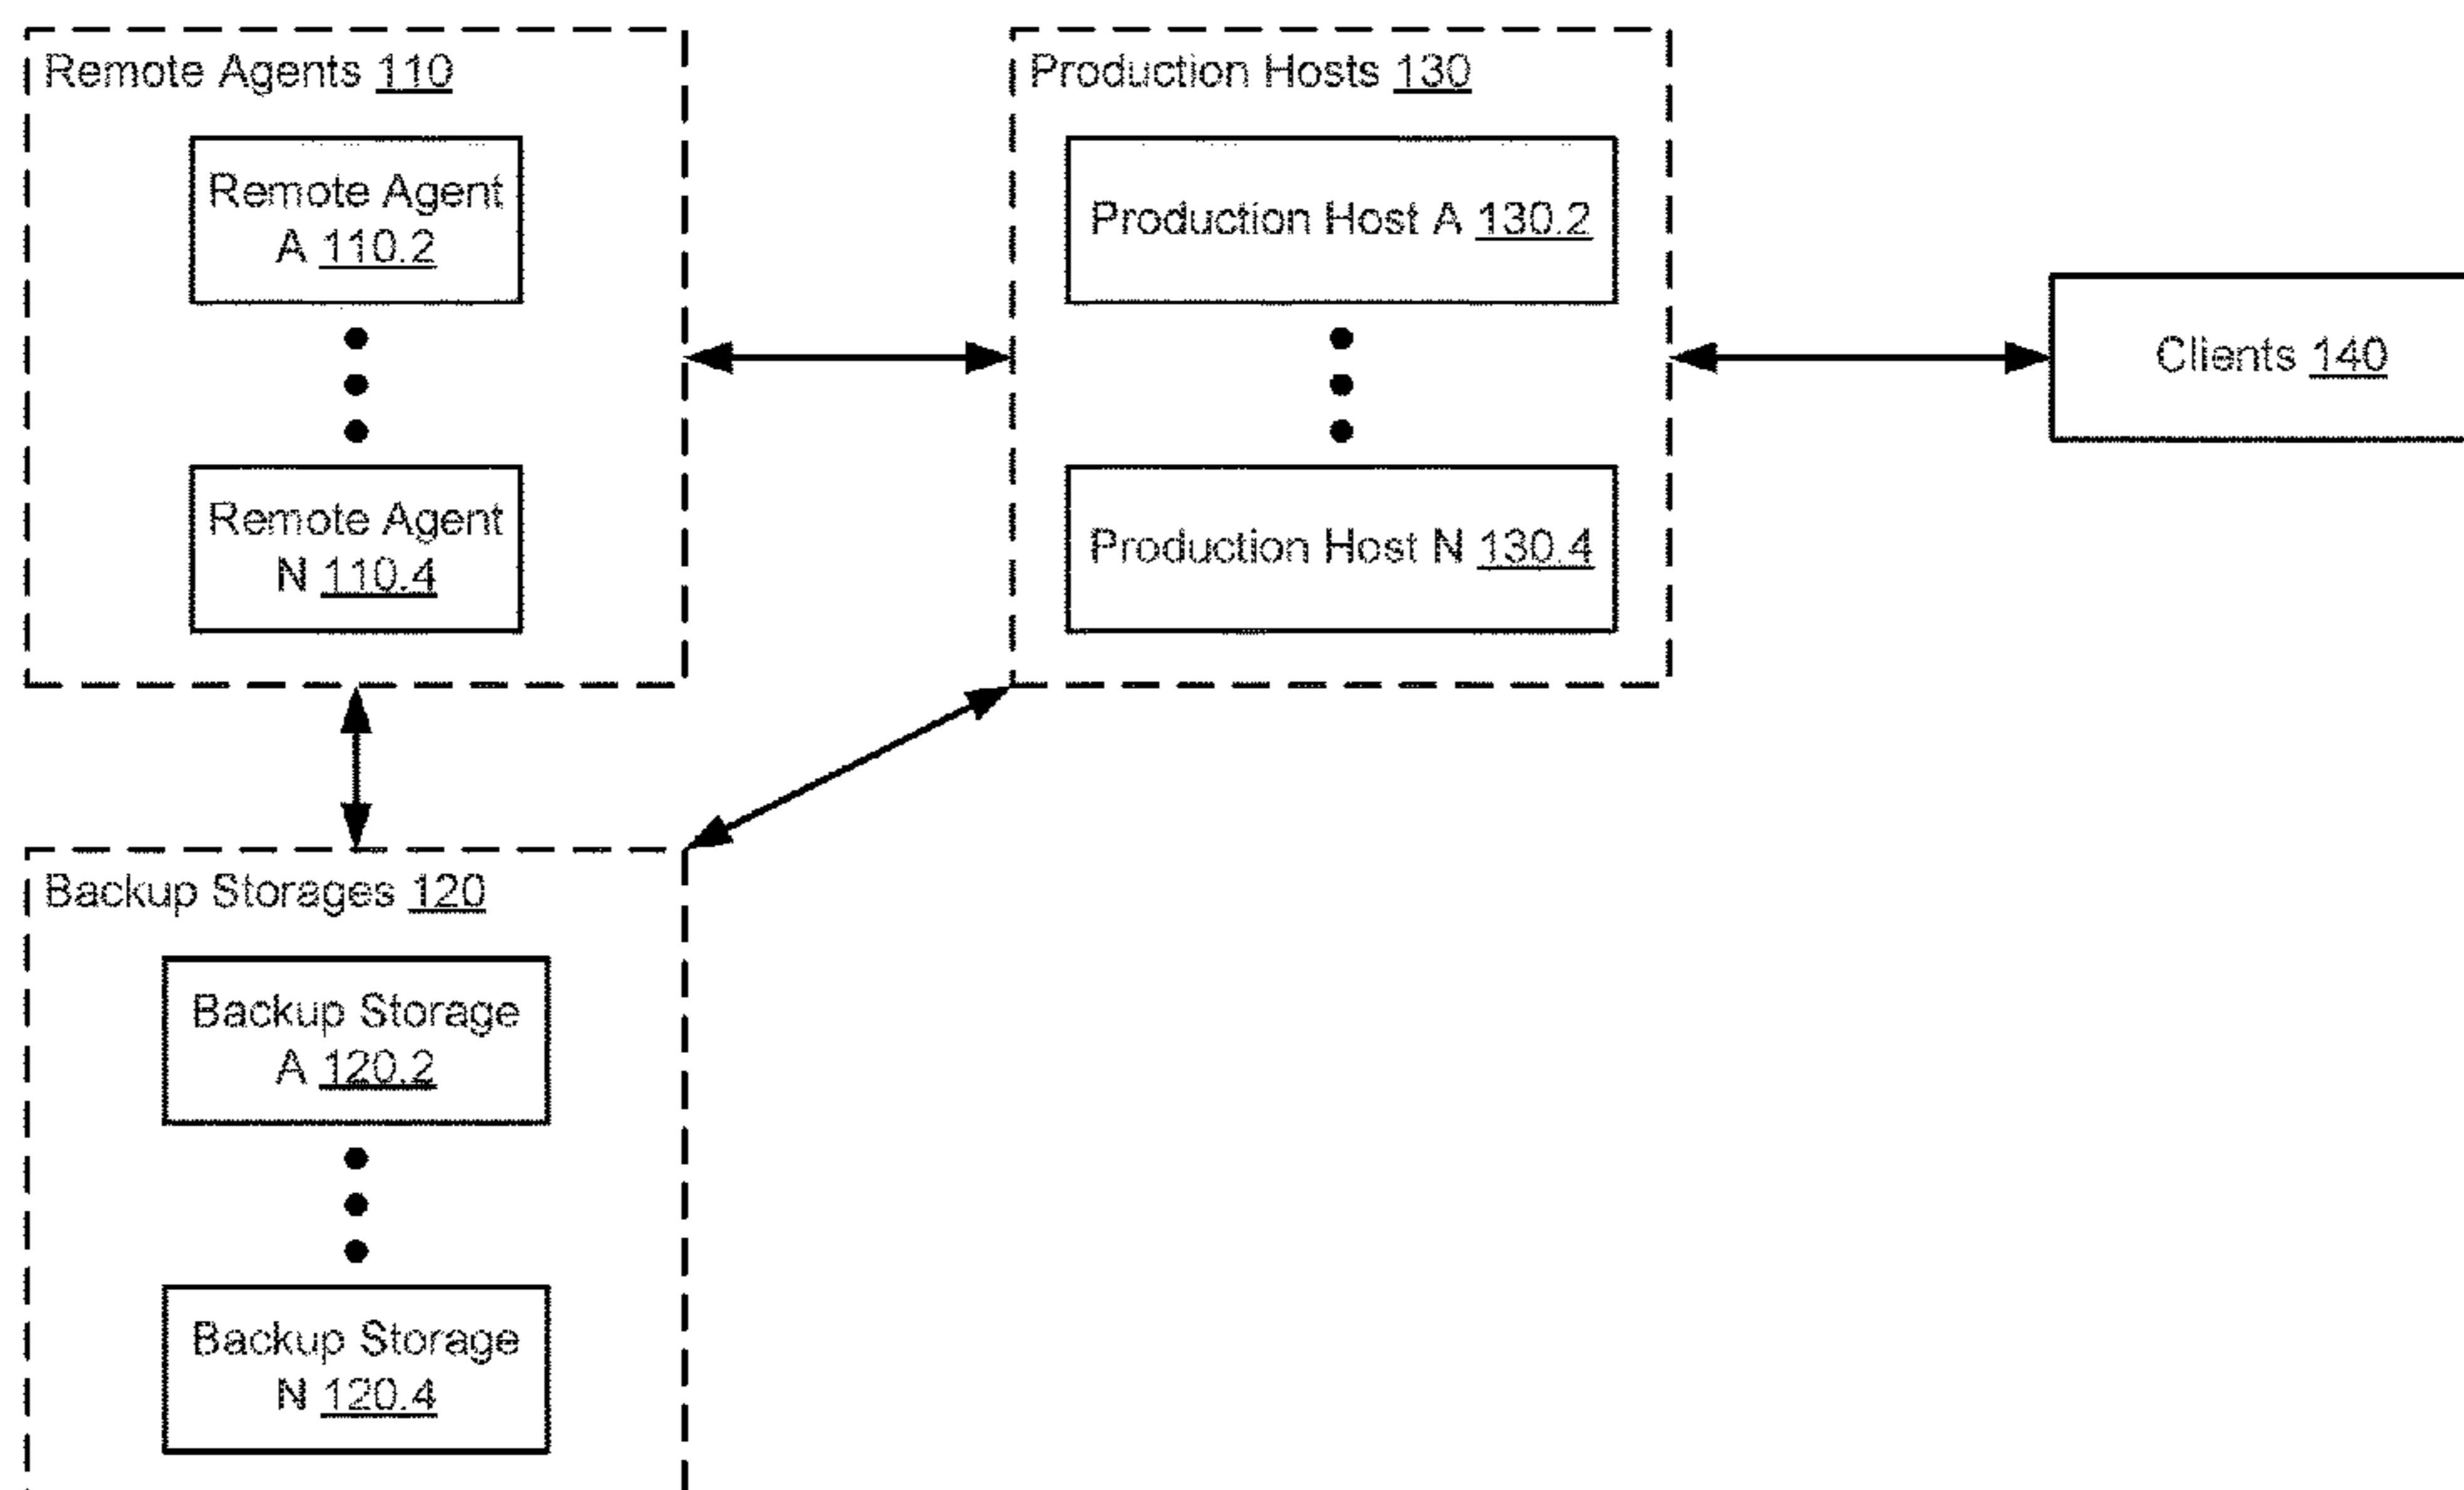 Remote Agents 110
Remote Agent
A 110.2
Remote Agent
N 110.4
Production Hosts 130
Production Host A 130.2
Production Host N 130.4
Clients 140
Backup Storages 120
Backup Storage
A 120.2
Backup Storage
N 120.4